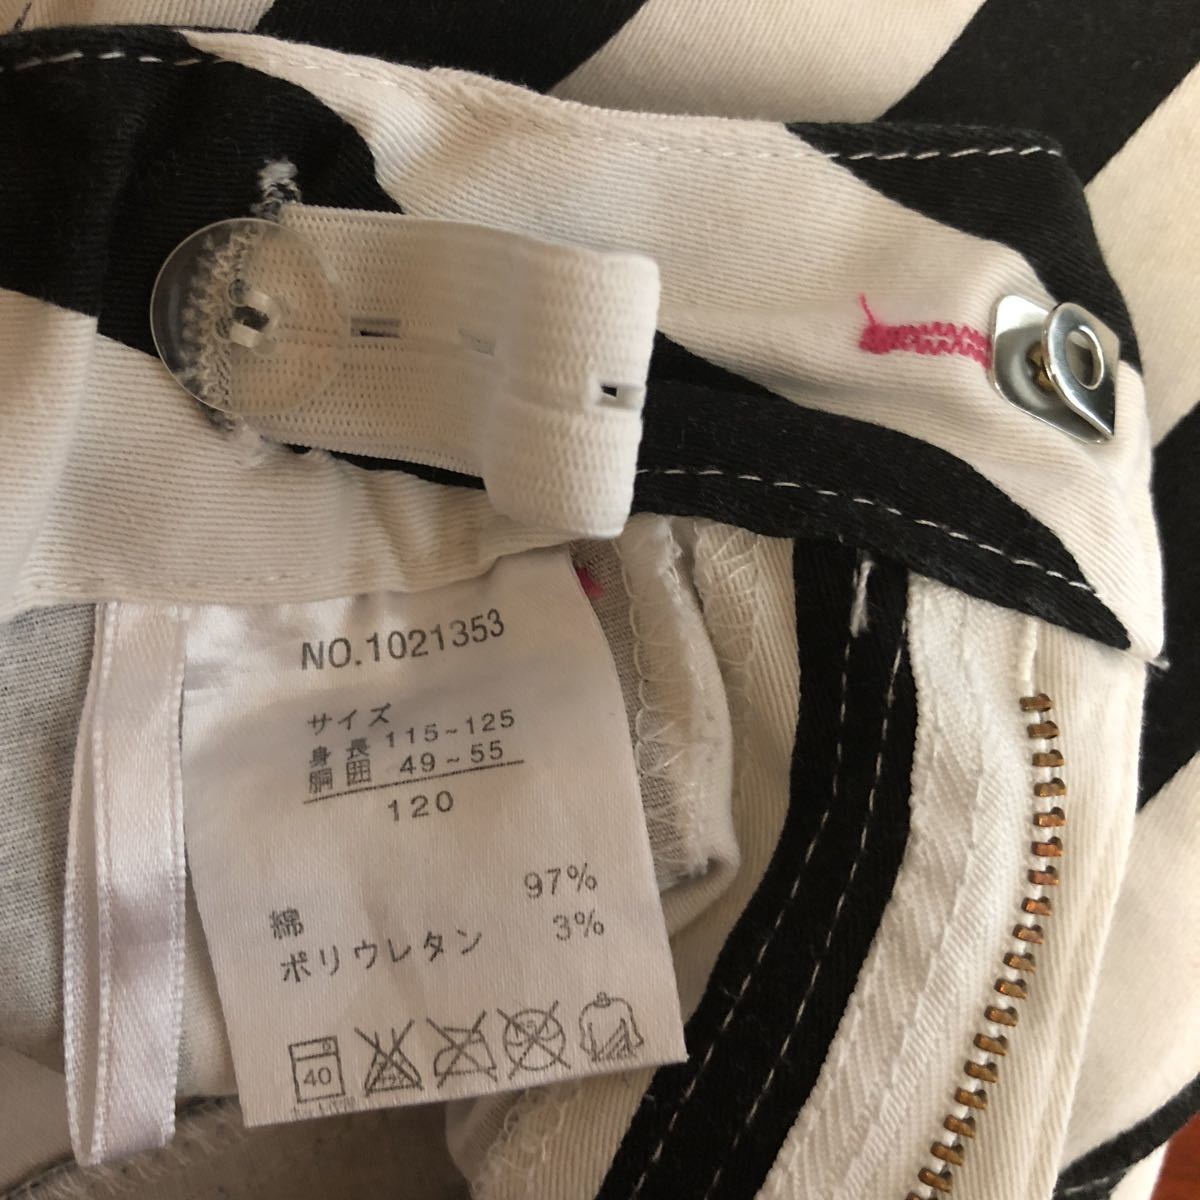 NO.1021353
サイズ
身長 115~125
胴囲 49~55
120
綿 97%
ポリウレタン 3%
40